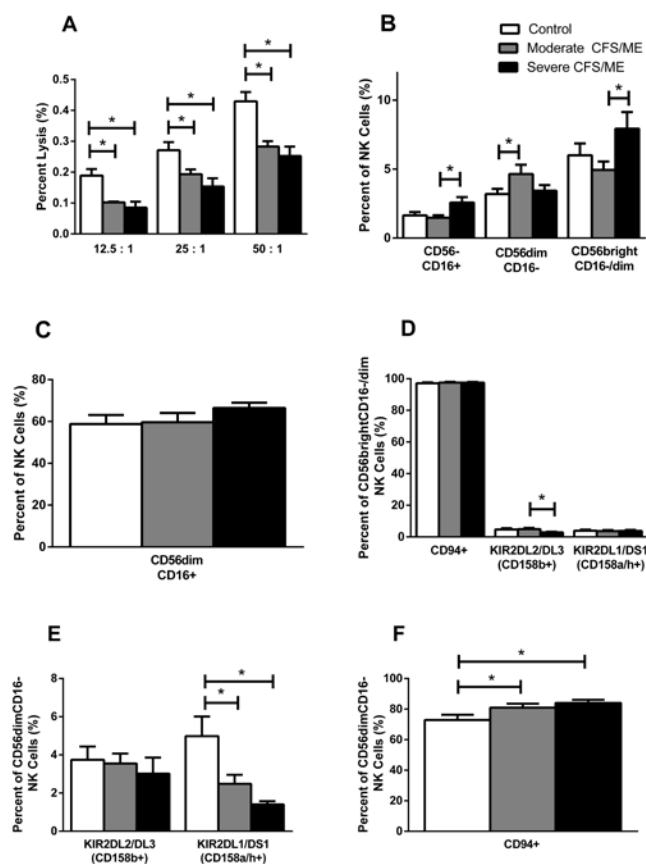 A
Percent Lysis (%)
0.5
0.4
0.3
0.2
0.1
0.0
*
*
*
*
*
*
12.5 : 1
25 : 1
50 : 1
B
Control
Moderate CFS/ME
Severe CFS/ME
Percent of NK Cells (%)
10
5
0
*
*
*
CD56-
CD16+
CD56dim
CD16-
CD56bright
CD16-/dim
C
Percent of NK Cells (%)
80
60
40
20
0
CD56dim
CD16+
D
Percent of CD56brightCD16-/dim
NK Cells (%)
100
80
60
40
20
0
*
CD94+
KIR2DL2/DL3
(CD158b+)
KIR2DL1/DS1
(CD158a/h+)
E
Percent of CD56dimCD16-
NK Cells (%)
8
6
4
2
0
*
*
KIR2DL2/DL3
(CD158b+)
KIR2DL1/DS1
(CD158a/h+)
F
Percent of CD56dimCD16-
NK Cells (%)
100
80
60
40
20
0
*
*
CD94+